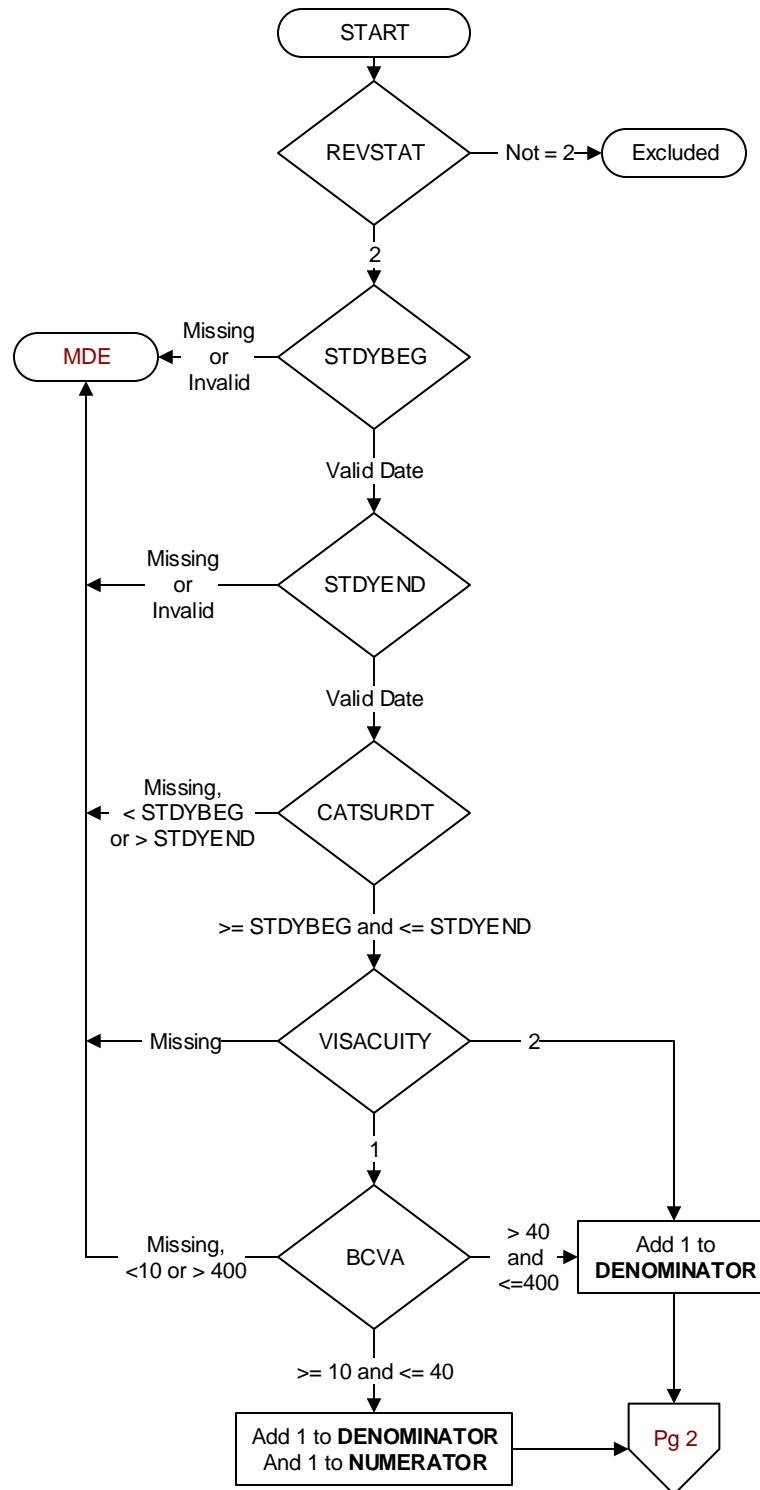 START
REVSTAT
Not = 2
Excluded
2
MDE
Missing
or
Invalid
STDYBEG
Valid Date
Missing
or
Invalid
STDYEND
Valid Date
Missing,
< STDYBEG
or > STDYEND
CATSURDT
>= STDYBEG and <= STDYEND
Missing
VISACUITY
2
1
Missing,
<10 or > 400
BCVA
> 40
and
<=400
Add 1 to
DENOMINATOR
>= 10 and <= 40
Add 1 to DENOMINATOR
And 1 to NUMERATOR
Pg 2